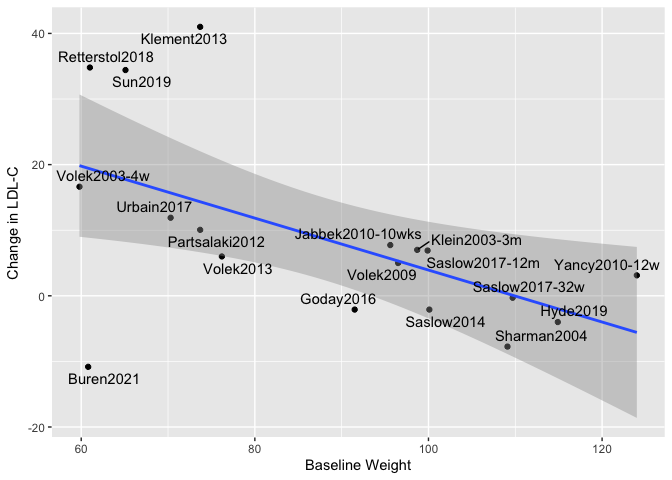 Klement2013
Retterstol2018
Sun2019
Volek2003-4w
Urbain2017
Partsalaki2012
Volek2013
Jabbek2010-10wks
Klein2003-3m
Saslow2017-12m
Yancy2010-12w
Volek2009
Saslow2017-32w
Goday2016
Hyde2019
Saslow2014
Sharman2004
Buren2021
40
20
0
-20
60
80
100
120
Baseline Weight
Change in LDL-C